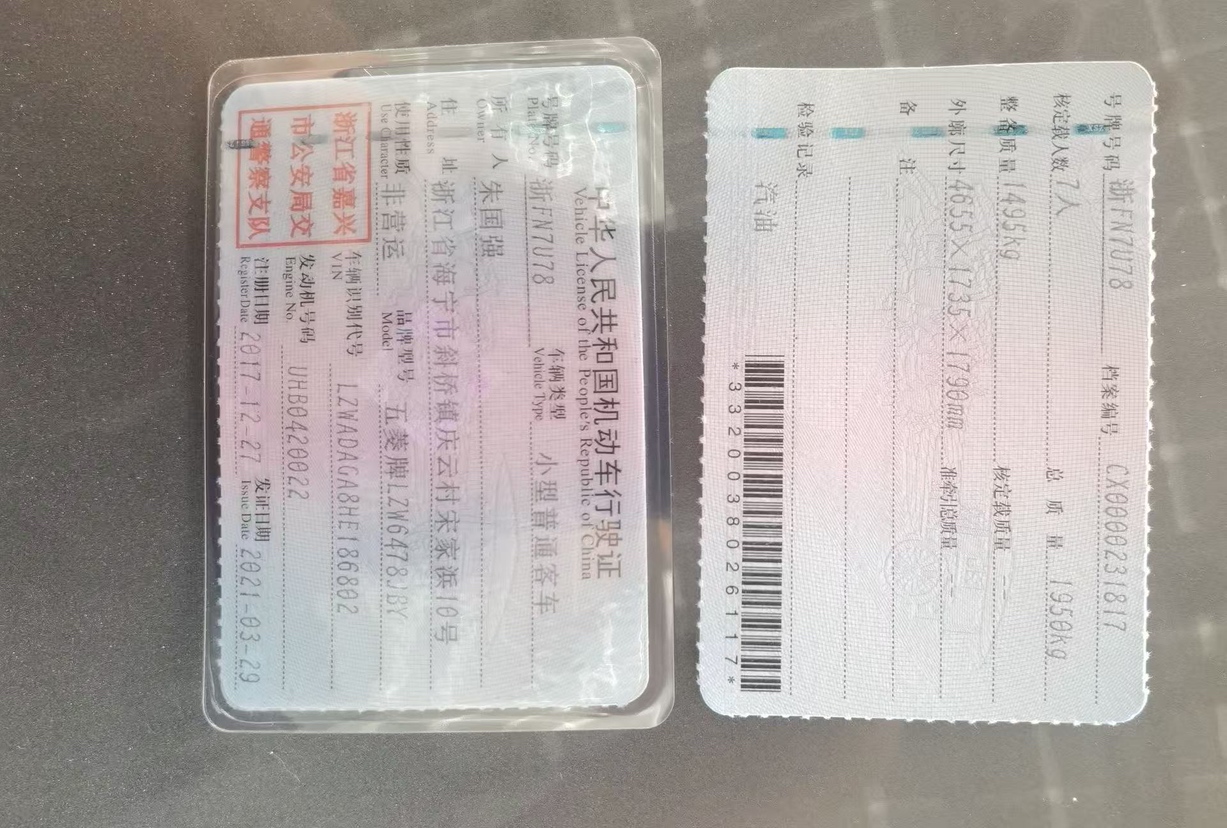 中华人民共和国机动车行驶证
Vehicle License of the People's Republic of China
号牌号码 浙FN7U78 车辆类型 小型普通客车
Plate No. Vehicle Type
所有人 朱国强
Owner
住址 浙江省海宁市斜桥镇庆云村宋家浜10号
Address
使用性质 非营运 品牌型号 五菱牌LZW6478JBY
Use Character Model
浙江省嘉兴
市公安局交
通警察支队
车辆识别代号 LZWADAGA8HE186802
VIN
发动机号码 UHB0420022
Engine No.
注册日期 2017-12-27 发证日期 2021-03-29
Register Date Issue Date
号牌号码 浙FN7U78 档案编号 CX0000231817
核定载人数 7人 总质量 1950kg
整备质量 1495kg 核定载质量 --
外廓尺寸 4655×1735×1790mm 准牵引总质量 --
备注
检验记录
汽油
*3320038026117*